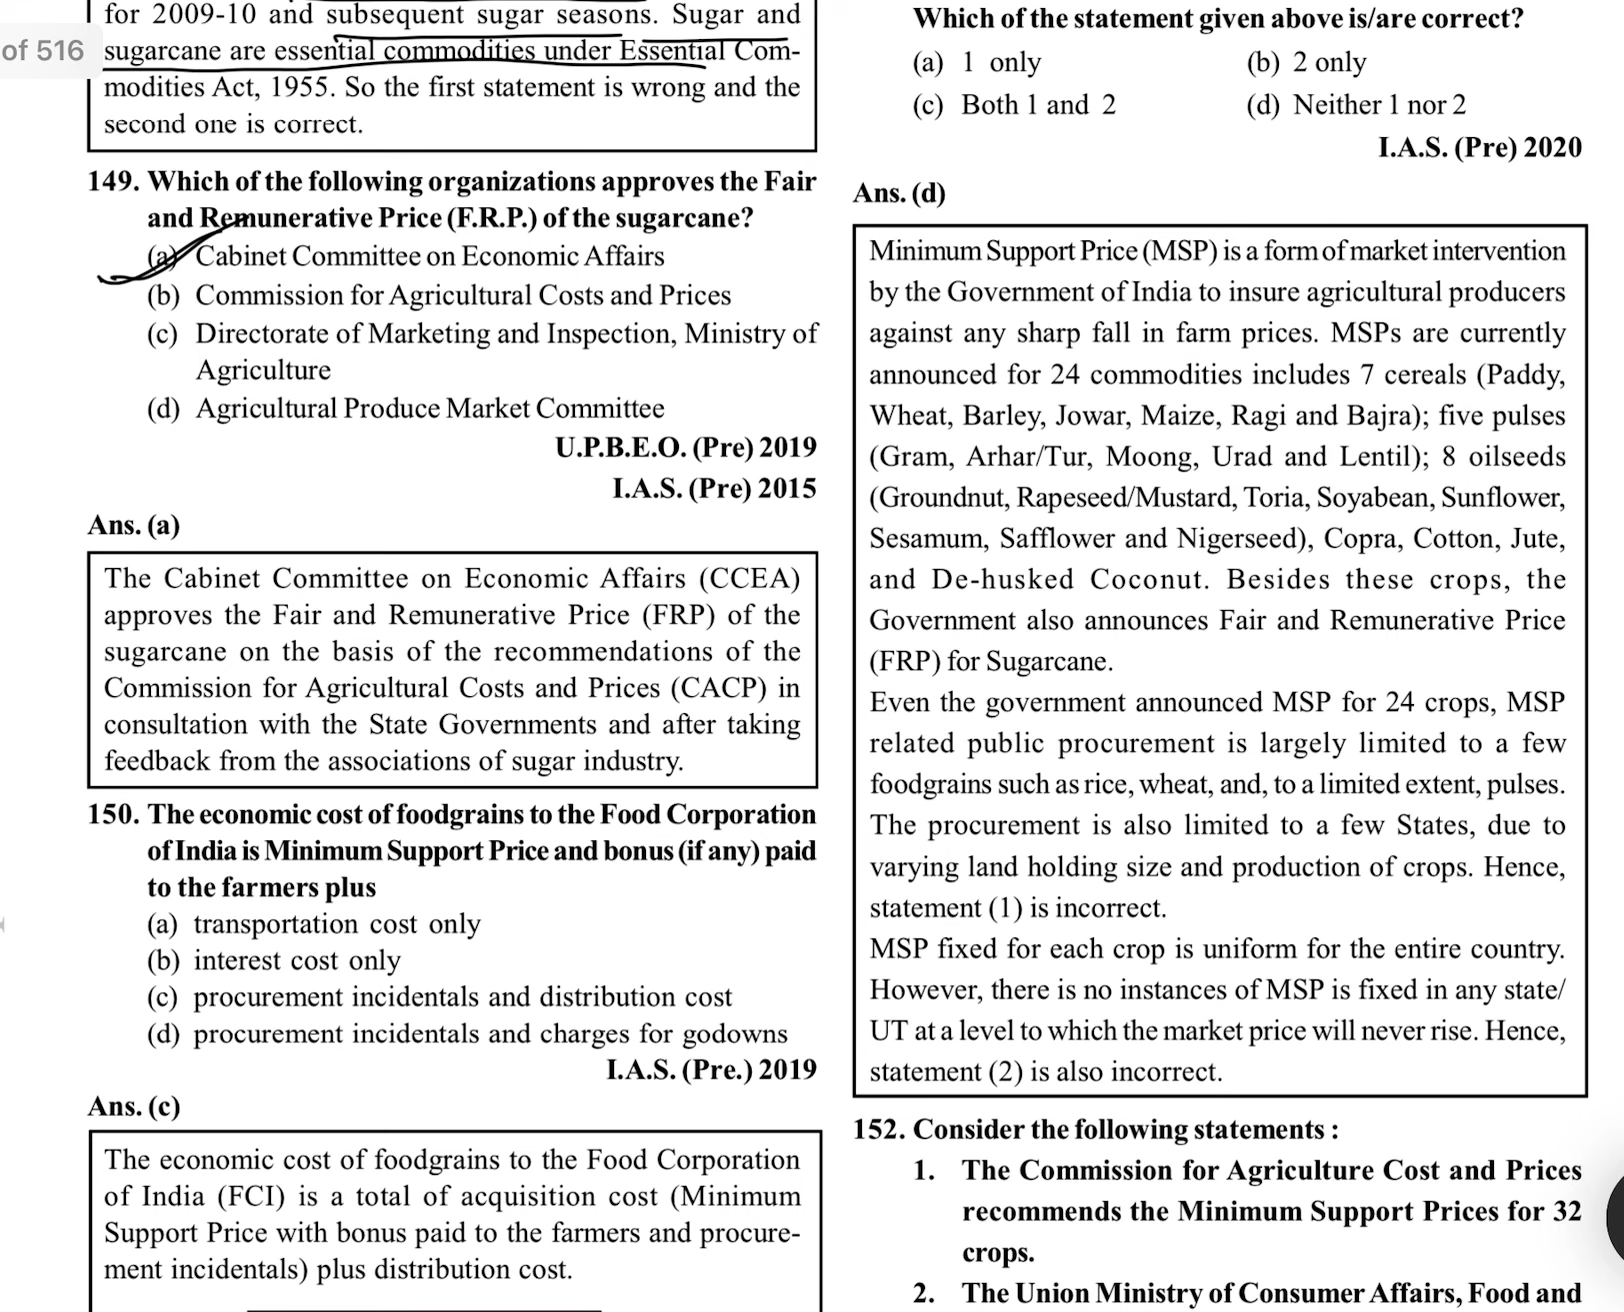 for 2009-10 and subsequent sugar seasons. Sugar and
of 516
sugarcane are essential commodities under Essential Com-
modities Act, 1955. So the first statement is wrong and the
second one is correct.
149. Which of the following organizations approves the Fair
and Remunerative Price (F.R.P.) of the sugarcane?
(a) Cabinet Committee on Economic Affairs
(b) Commission for Agricultural Costs and Prices
(c) Directorate of Marketing and Inspection, Ministry of
Agriculture
(d) Agricultural Produce Market Committee
U.P.B.E.O. (Pre) 2019
I.A.S. (Pre) 2015
Ans. (a)
The Cabinet Committee on Economic Affairs (CCEA)
approves the Fair and Remunerative Price (FRP) of the
sugarcane on the basis of the recommendations of the
Commission for Agricultural Costs and Prices (CACP) in
consultation with the State Governments and after taking
feedback from the associations of sugar industry.
150. The economic cost of foodgrains to the Food Corporation
of India is Minimum Support Price and bonus (if any) paid
to the farmers plus
(a) transportation cost only
(b) interest cost only
(c) procurement incidentals and distribution cost
(d) procurement incidentals and charges for godowns
I.A.S. (Pre.) 2019
Ans. (c)
The economic cost of foodgrains to the Food Corporation
of India (FCI) is a total of acquisition cost (Minimum
Support Price with bonus paid to the farmers and procure-
ment incidentals) plus distribution cost.
Which of the statement given above is/are correct?
(a) 1 only (b) 2 only
(c) Both 1 and 2 (d) Neither 1 nor 2
I.A.S. (Pre) 2020
Ans. (d)
Minimum Support Price (MSP) is a form of market intervention
by the Government of India to insure agricultural producers
against any sharp fall in farm prices. MSPs are currently
announced for 24 commodities includes 7 cereals (Paddy,
Wheat, Barley, Jowar, Maize, Ragi and Bajra); five pulses
(Gram, Arhar/Tur, Moong, Urad and Lentil); 8 oilseeds
(Groundnut, Rapeseed/Mustard, Toria, Soyabean, Sunflower,
Sesamum, Safflower and Nigerseed), Copra, Cotton, Jute,
and De-husked Coconut. Besides these crops, the
Government also announces Fair and Remunerative Price
(FRP) for Sugarcane.
Even the government announced MSP for 24 crops, MSP
related public procurement is largely limited to a few
foodgrains such as rice, wheat, and, to a limited extent, pulses.
The procurement is also limited to a few States, due to
varying land holding size and production of crops. Hence,
statement (1) is incorrect.
MSP fixed for each crop is uniform for the entire country.
However, there is no instances of MSP is fixed in any state/
UT at a level to which the market price will never rise. Hence,
statement (2) is also incorrect.
152. Consider the following statements :
1. The Commission for Agriculture Cost and Prices
recommends the Minimum Support Prices for 32
crops.
2. The Union Ministry of Consumer Affairs, Food and